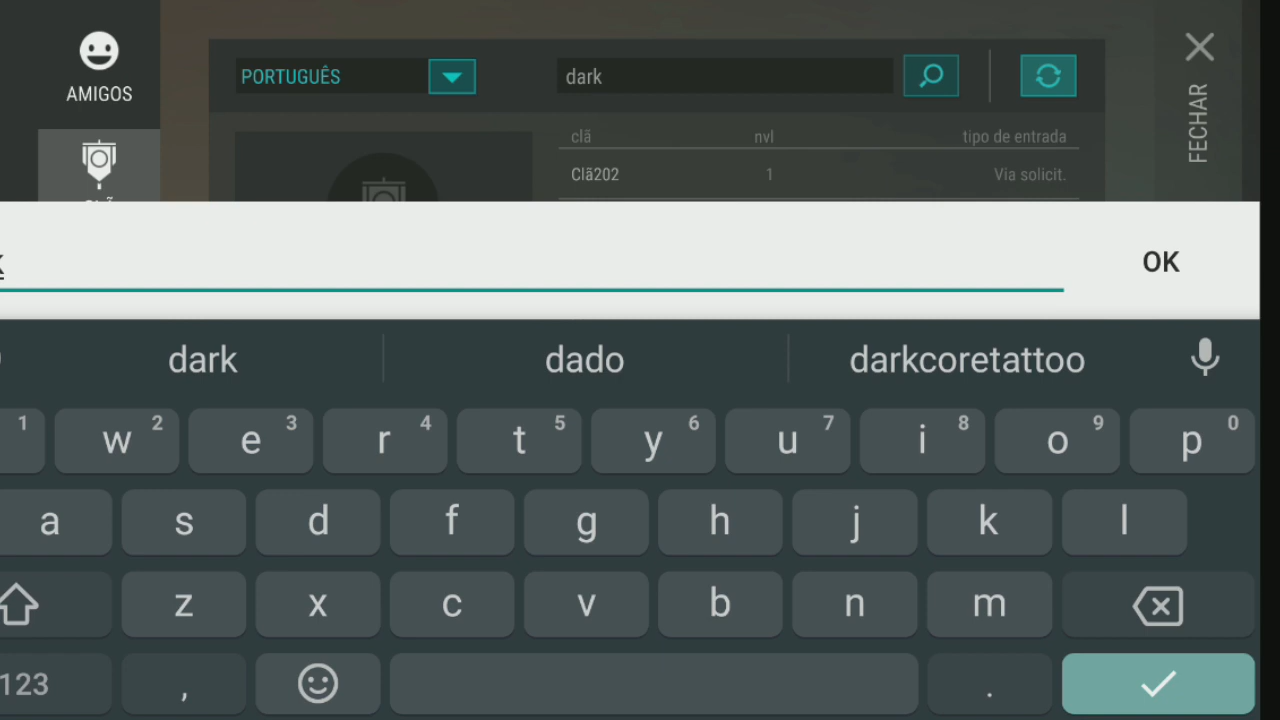 AMIGOS
PORTUGUÊS
dark
FECHAR
clã nvl tipo de entrada
Clã202 1 Via solicit.
OK
dark dado darkcoretattoo
1 w 2 e 3 r 4 t 5 y 6 u 7 i 8 o 9 p 0
a s d f g h j k l
z x c v b n m
123 , .